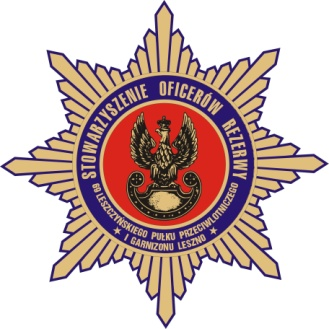 STOWARZYSZENIE OFICERÓW REZERWY
69 LESZCZYŃSKIEGO PUŁKU PRZECIWLOTNICZEGO
I GARNIZONU LESZNO